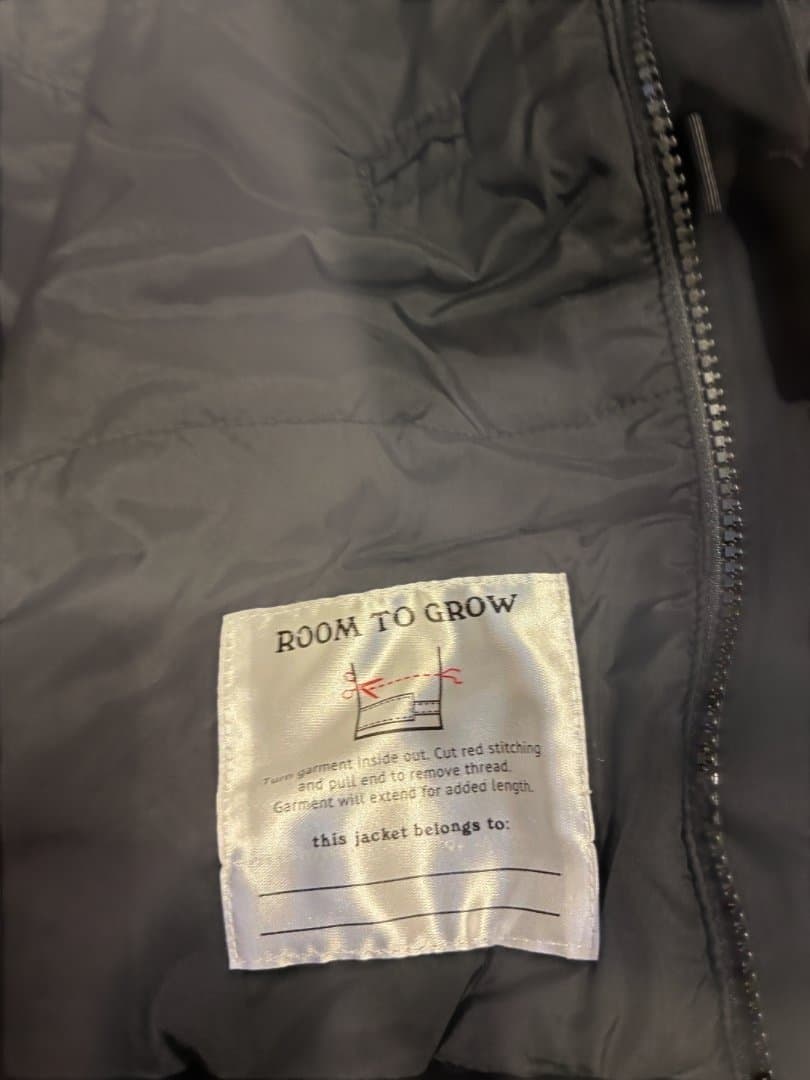 ROOM TO GROW
Turn garment inside out. Cut red stitching
and pull end to remove thread.
Garment will extend for added length.
this jacket belongs to: